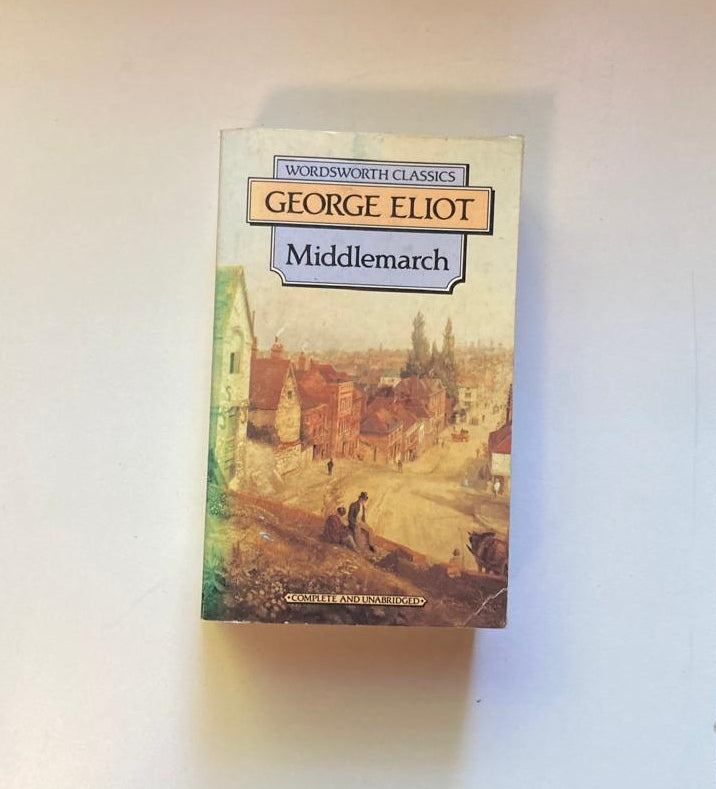 WORDSWORTH CLASSICS
GEORGE ELIOT
Middlemarch
•COMPLETE AND UNABRIDGED•